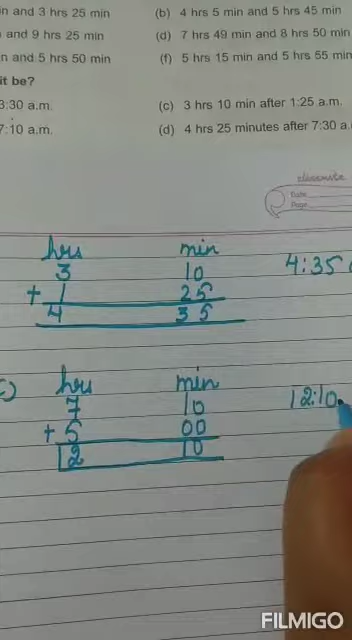 in and 3 hrs 25 min
(b) 4 hrs 5 min and 5 hrs 45 min
and 9 hrs 25 min
(d) 7 hrs 49 min and 8 hrs 50 min
n and 5 hrs 50 min
(f) 5 hrs 15 min and 5 hrs 55 min
it be?
3:30 a.m.
(c) 3 hrs 10 min after 1:25 a.m.
7:10 a.m.
(d) 4 hrs 25 minutes after 7:30 a.
classmate
Date
Page
hrs min
3 10 4:35
+ 1 25
4 35
c) hrs min
7 10 12:10
+ 5 00
12 10
FILMIGO